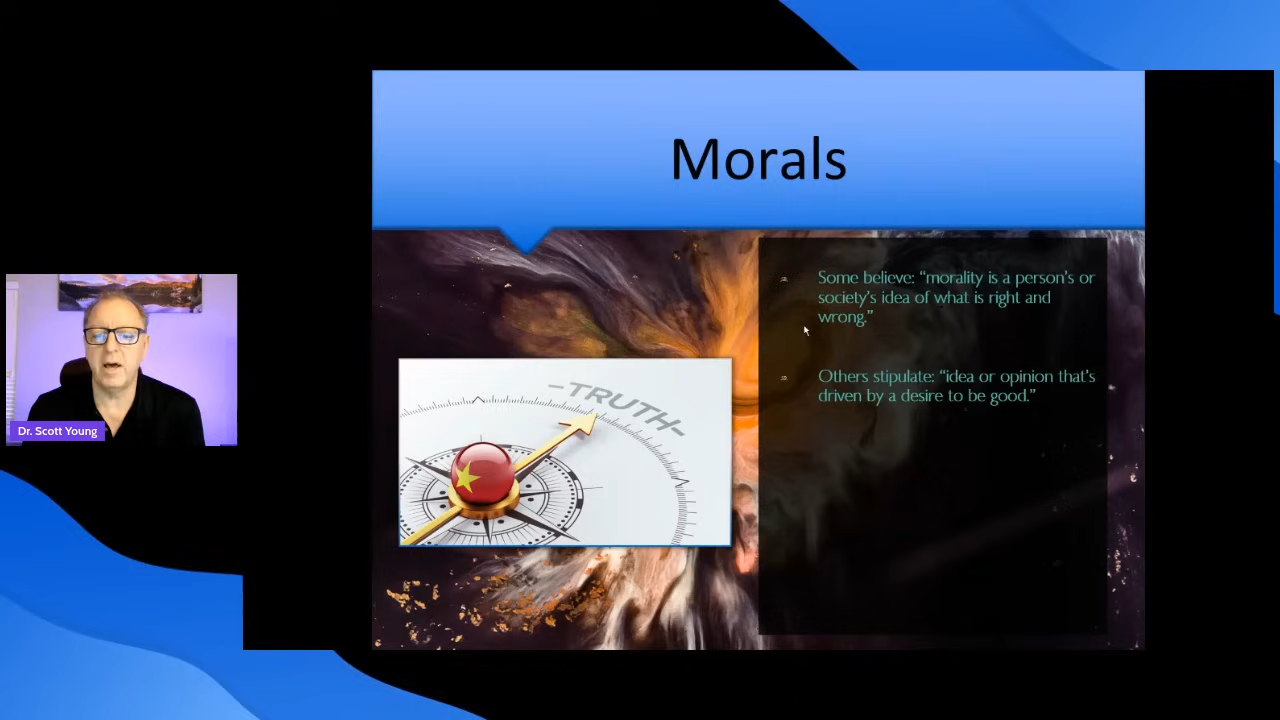 Morals
Some believe: “morality is a person’s or
society’s idea of what is right and
wrong.”
Others stipulate: “idea or opinion that’s
driven by a desire to be good.”
-TRUTH-
Dr. Scott Young